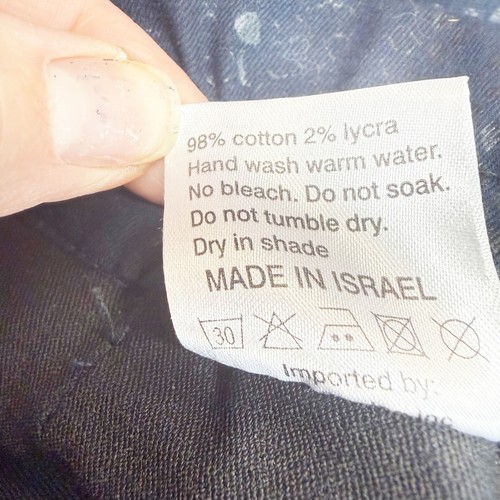 98% cotton 2% lycra
Hand wash warm water.
No bleach. Do not soak.
Do not tumble dry.
Dry in shade
MADE IN ISRAEL
30
Imported by: